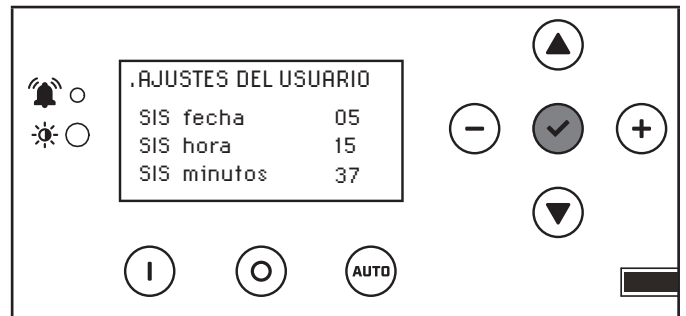 .AJUSTES DEL USUARIO
SIS fecha 05
SIS hora 15
SIS minutos 37
AUTO